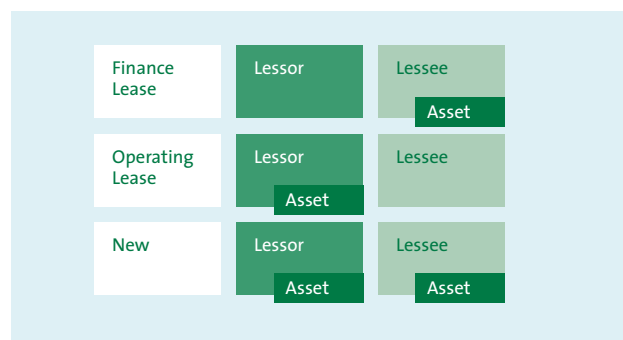 Finance
Lease
Lessor
Lessee
Asset
Operating
Lease
Lessor
Lessee
Asset
New
Lessor
Lessee
Asset
Asset